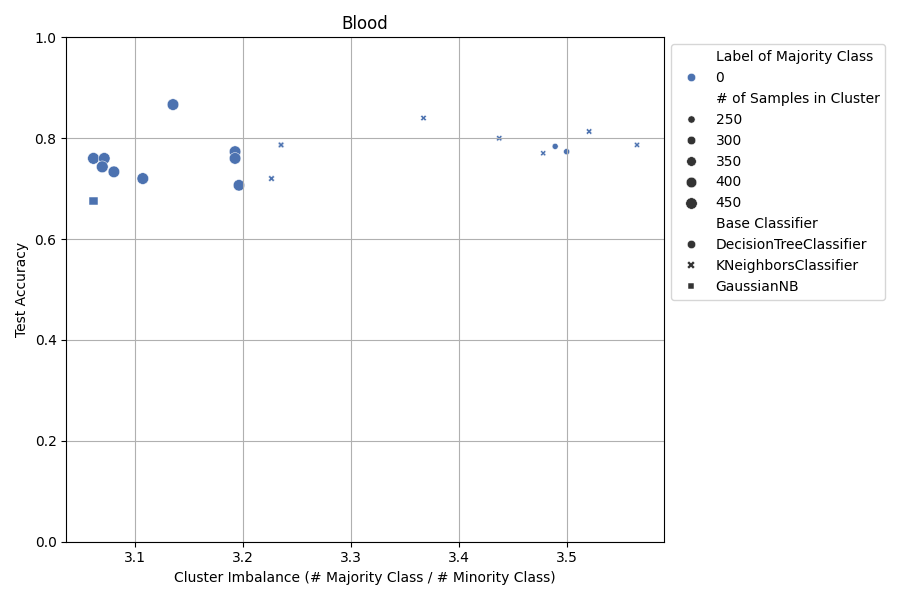 Blood
1.0
0.8
0.6
0.4
0.2
0.0
Test Accuracy
3.1
3.2
3.3
3.4
3.5
Cluster Imbalance (# Majority Class / # Minority Class)
Label of Majority Class
0
# of Samples in Cluster
250
300
350
400
450
Base Classifier
DecisionTreeClassifier
KNeighborsClassifier
GaussianNB